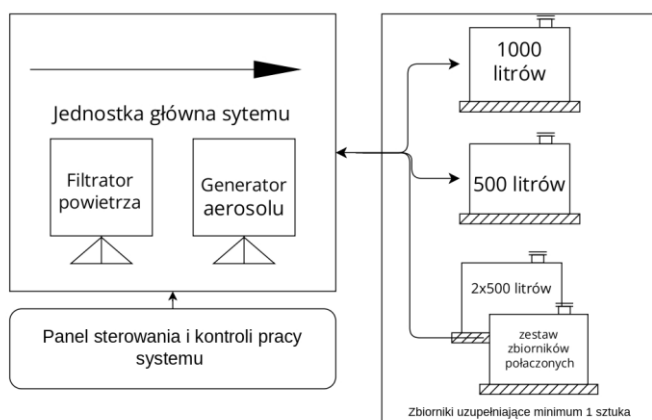 Jednostka główna sytemu
Filtrator
powietrza
Generator
aerosolu
Panel sterowania i kontroli pracy
systemu
1000
litrów
500 litrów
2x500 litrów
zestaw
zbiorników
połaczonych
Zbiorniki uzupełniające minimum 1 sztuka